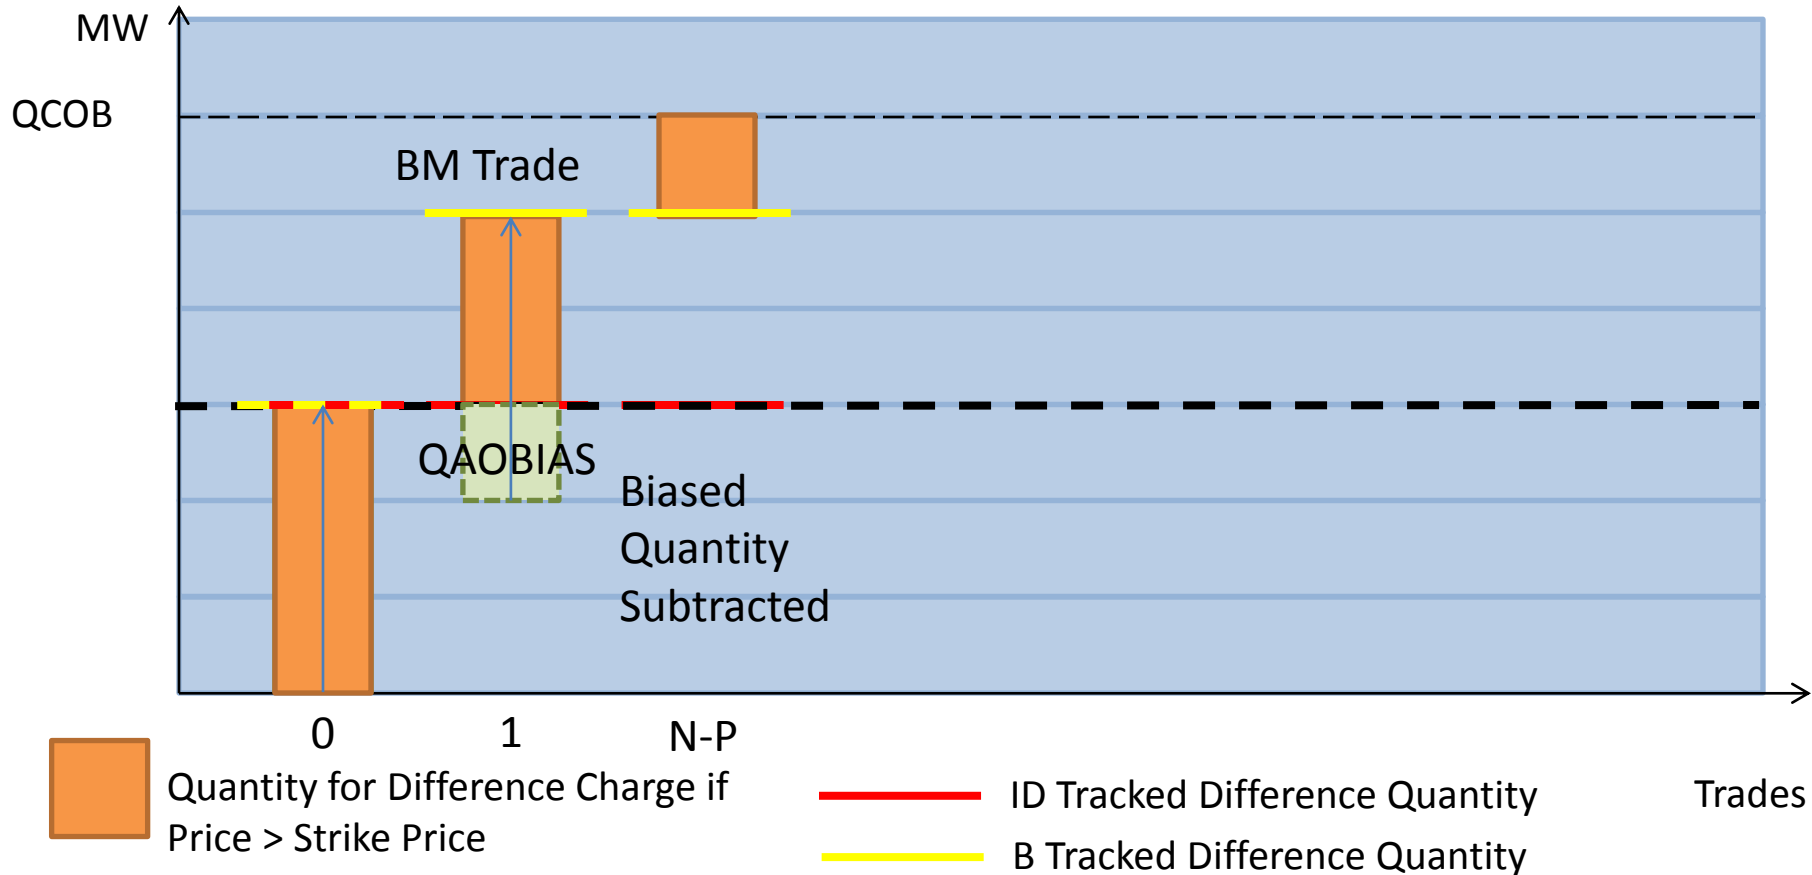 MW
QCOB
BM Trade
QAOBIAS
Biased
Quantity
Subtracted
0
1
N-P
Quantity for Difference Charge if
Price > Strike Price
ID Tracked Difference Quantity
B Tracked Difference Quantity
Trades